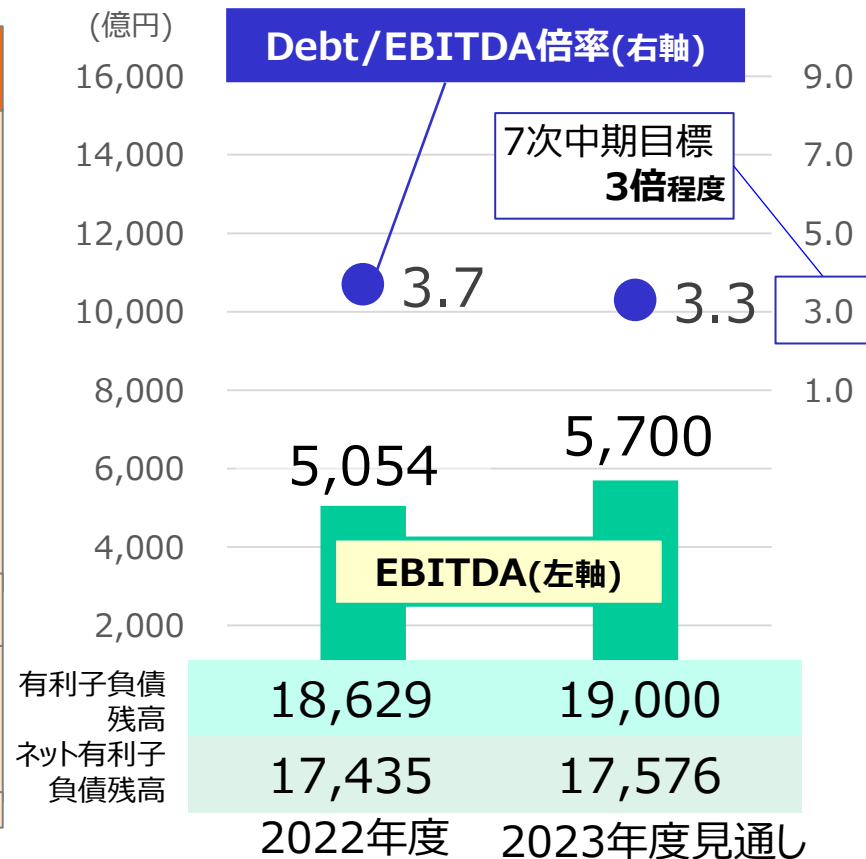 (億円)
Debt/EBITDA倍率(右軸)
16,000
14,000
12,000
10,000
8,000
6,000
4,000
2,000
9.0
7.0
5.0
3.0
1.0
7次中期目標
3倍程度
3.7
3.3
5,054
5,700
EBITDA(左軸)
有利子負債
残高
18,629
19,000
ネット有利子
負債残高
17,435
17,576
2022年度
2023年度見通し